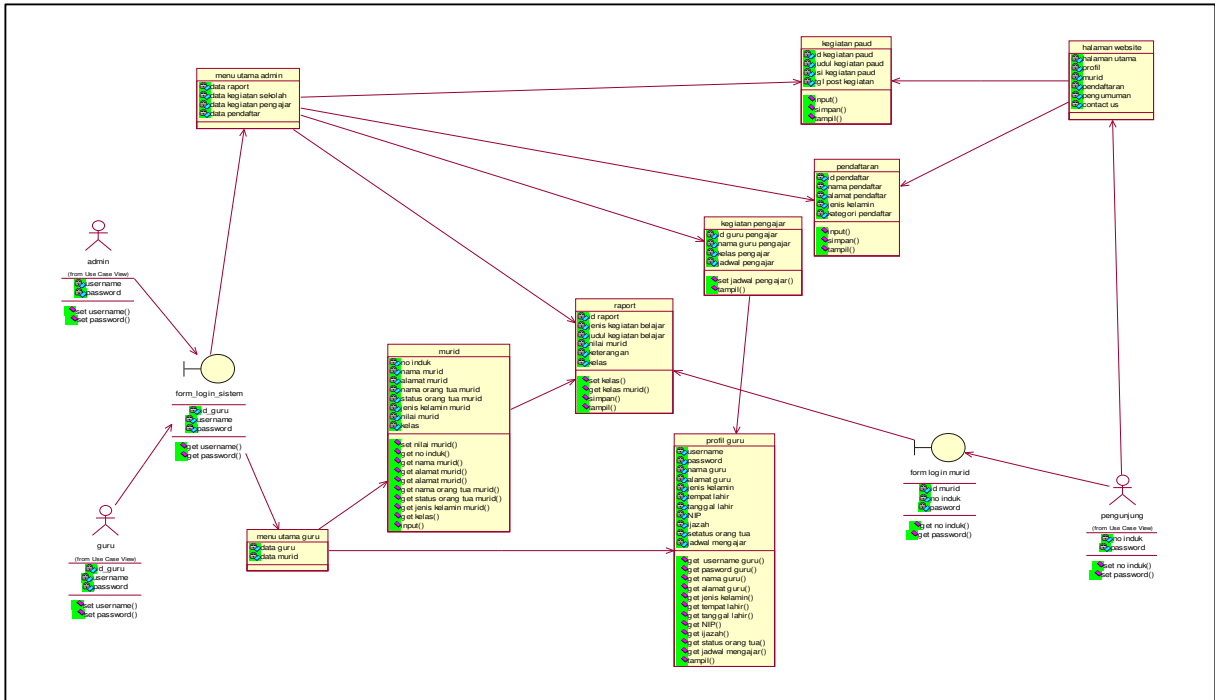 kegiatan paud
id kegiatan paud
judul kegiatan paud
isi kegiatan paud
tgl post kegiatan
input()
simpan()
tampil()
halaman website
halaman utama
profil
murid
pendaftaran
pengumuman
contact us
menu utama admin
data raport
data kegiatan sekolah
data kegiatan pengajar
data pendaftar
pendaftaran
id pendaftar
nama pendaftar
alamat pendaftar
jenis kelamin
kategori pendaftar
input()
simpan()
tampil()
kegiatan pengajar
id guru pengajar
nama guru pengajar
kelas pengajar
jadwal pengajar
set jadwal pengajar()
tampil()
admin
(from Use Case View)
username
password
set username()
set password()
raport
id raport
jenis kegiatan belajar
judul kegiatan belajar
nilai murid
keterangan
kelas
set kelas()
get kelas murid()
simpan()
tampil()
murid
no induk
nama murid
alamat murid
nama orang tua murid
status orang tua murid
jenis kelamin murid
nilai murid
kelas
set nilai murid()
get no induk()
get nama murid()
get alamat murid()
get alamat murid()
get nama orang tua murid()
get status orang tua murid()
get jenis kelamin murid()
get kelas()
input()
form_login_sistem
id_guru
username
password
get username()
get password()
profil guru
username
password
nama guru
alamat guru
jenis kelamin
tempat lahir
tanggal lahir
NIP
ijazah
setatus orang tua
jadwal mengajar
get username guru()
get pasword guru()
get nama guru()
get alamat guru()
get jenis kelamin()
get tempat lahir()
get tanggal lahir()
get NIP()
get ijazah()
get status orang tua()
get jadwal mengajar()
tampil()
form login murid
id murid
no induk
pasword
get no induk()
get password()
pengunjung
(from Use Case View)
no induk
password
set no induk()
set password()
guru
(from Use Case View)
id_guru
username
password
set username()
set password()
menu utama guru
data guru
data murid